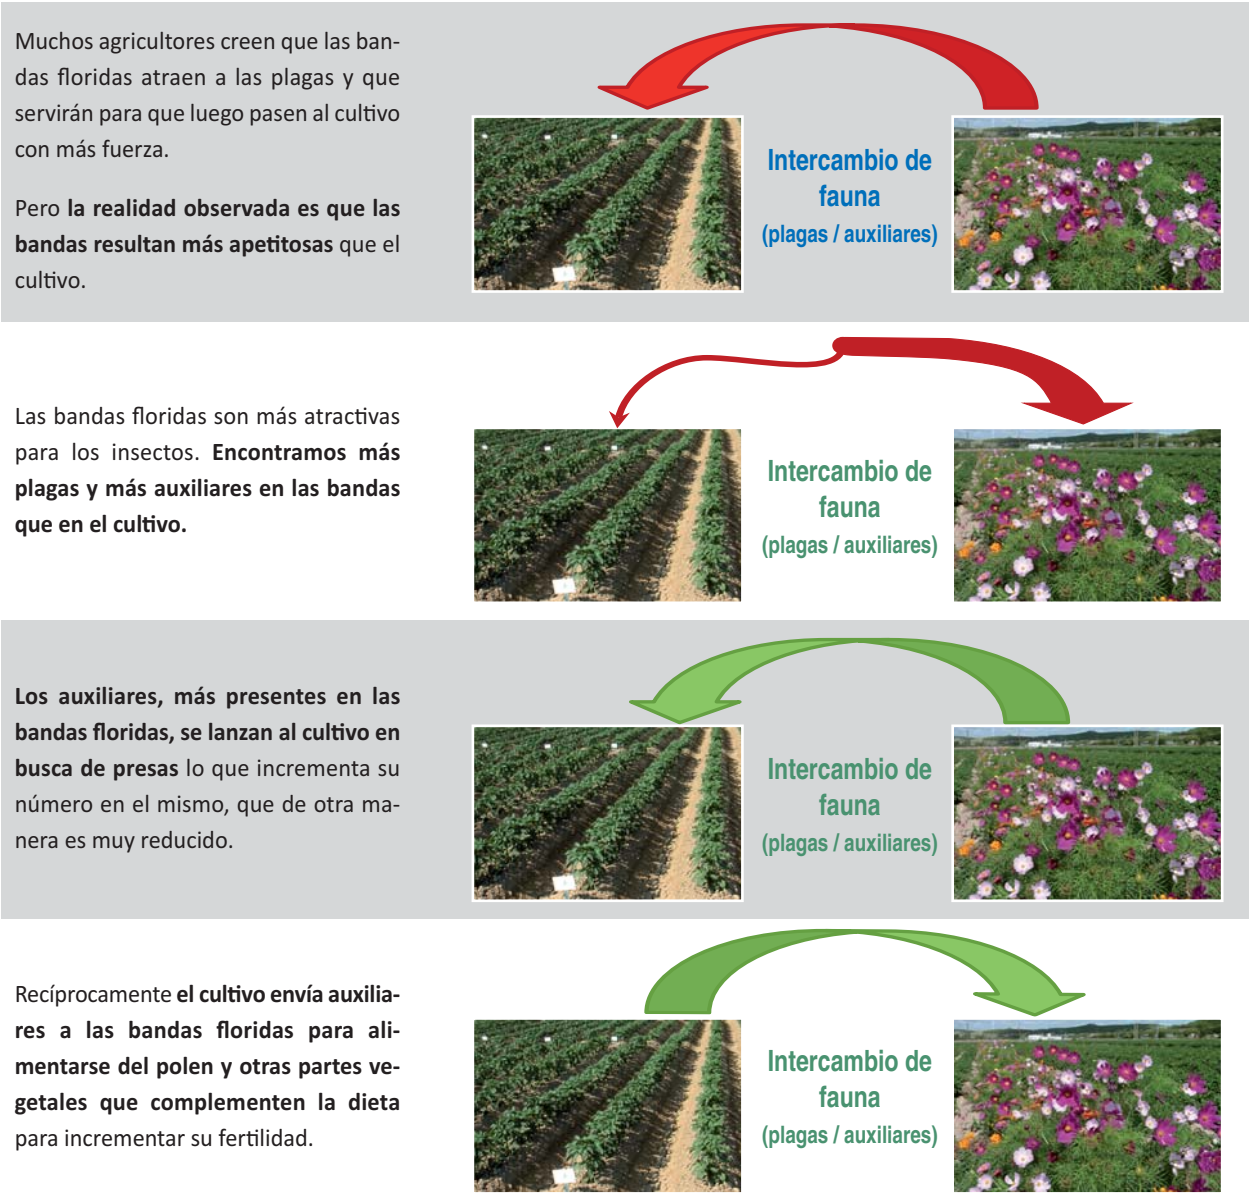 Muchos agricultores creen que las ban-
das floridas atraen a las plagas y que
servirán para que luego pasen al cultivo
con más fuerza.
Pero la realidad observada es que las
bandas resultan más apetitosas que el
cultivo.
Intercambio de
fauna
(plagas / auxiliares)
Las bandas floridas son más atractivas
para los insectos. Encontramos más
plagas y más auxiliares en las bandas
que en el cultivo.
Intercambio de
fauna
(plagas / auxiliares)
Los auxiliares, más presentes en las
bandas floridas, se lanzan al cultivo en
busca de presas lo que incrementa su
número en el mismo, que de otra ma-
nera es muy reducido.
Intercambio de
fauna
(plagas / auxiliares)
Recíprocamente el cultivo envía auxilia-
res a las bandas floridas para ali-
mentarse del polen y otras partes ve-
getales que complementen la dieta
para incrementar su fertilidad.
Intercambio de
fauna
(plagas / auxiliares)